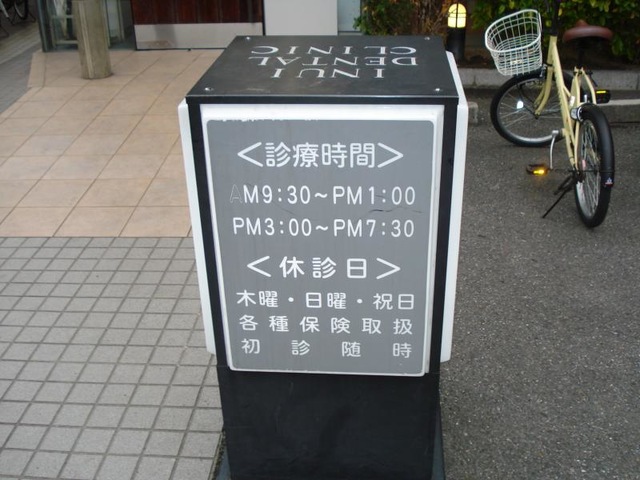 INUI
DENTAL
CLINIC
<診療時間>
AM9:30~PM1:00
PM3:00~PM7:30
<休診日>
木曜・日曜・祝日
各種保険取扱
初診随時